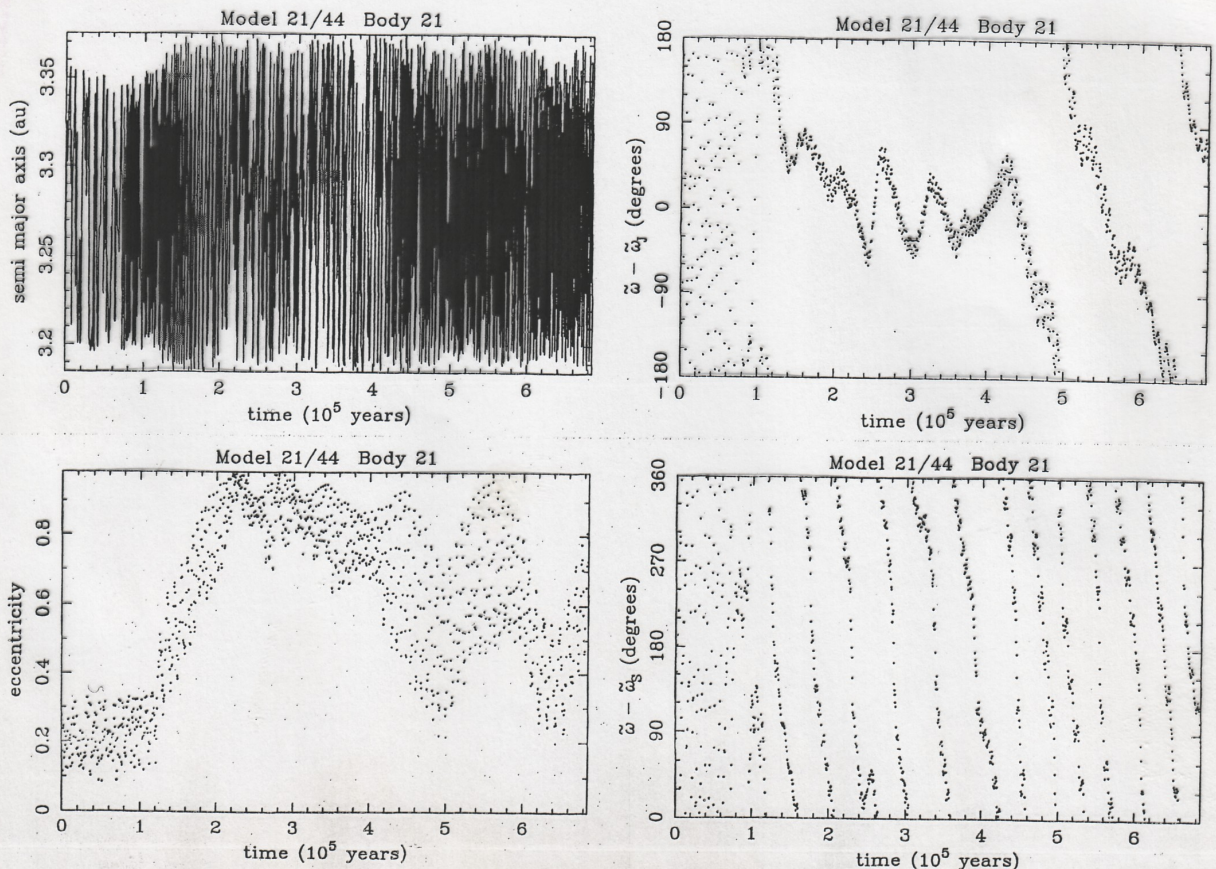 Model 21/44 Body 21
semi major axis (au)
3.35
3.3
3.25
3.2
0 1 2 3 4 5 6
time (10⁵ years)
Model 21/44 Body 21
ω̃ − ω̃J (degrees)
180
90
0
−90
−180
0 1 2 3 4 5 6
time (10⁵ years)
Model 21/44 Body 21
eccentricity
0.8
0.6
0.4
0.2
0
0 1 2 3 4 5 6
time (10⁵ years)
Model 21/44 Body 21
ω̃ − ω̃S (degrees)
360
270
180
90
0
0 1 2 3 4 5 6
time (10⁵ years)